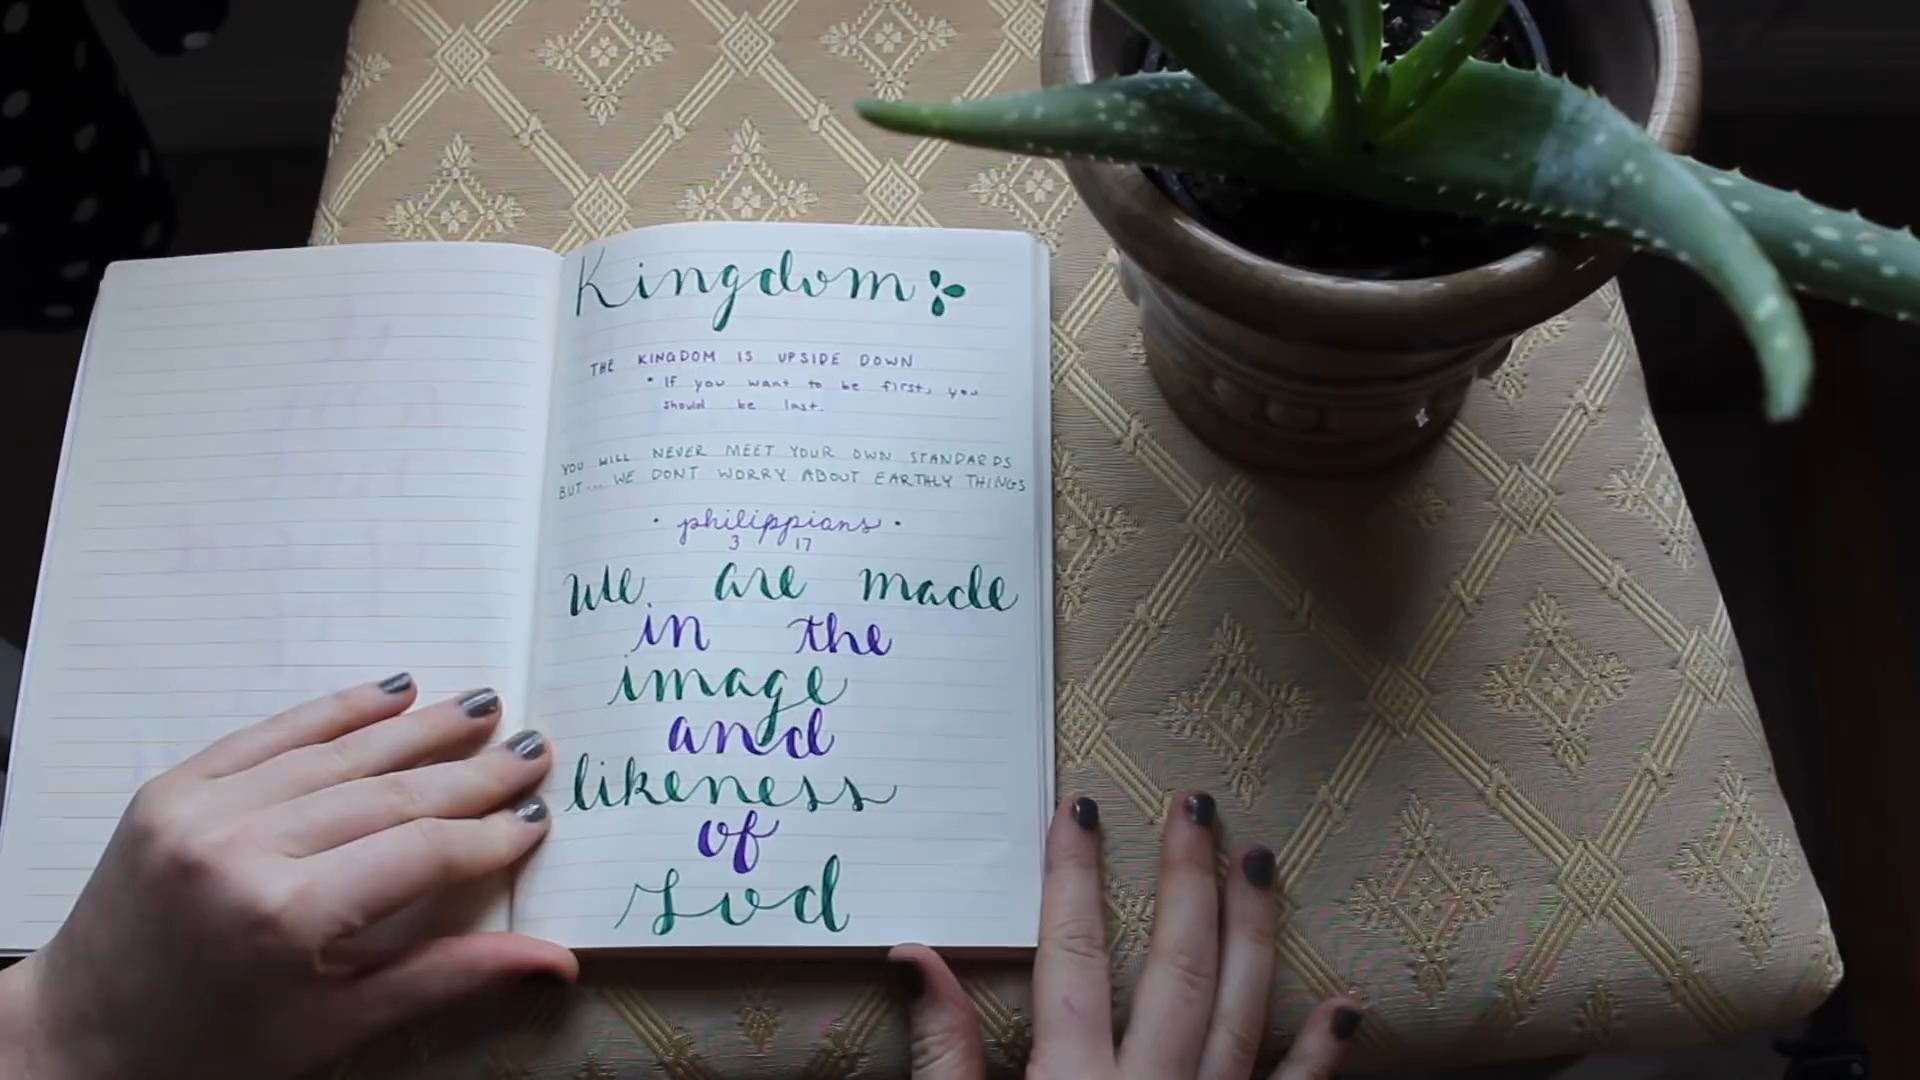 Kingdom
THE KINGDOM IS UPSIDE DOWN
• If you want to be first, you
should be last.
YOU WILL NEVER MEET YOUR OWN STANDARDS
BUT... WE DONT WORRY ABOUT EARTHLY THINGS
• philippians •
3 17
We are made
in the
image
and
likeness
of
God